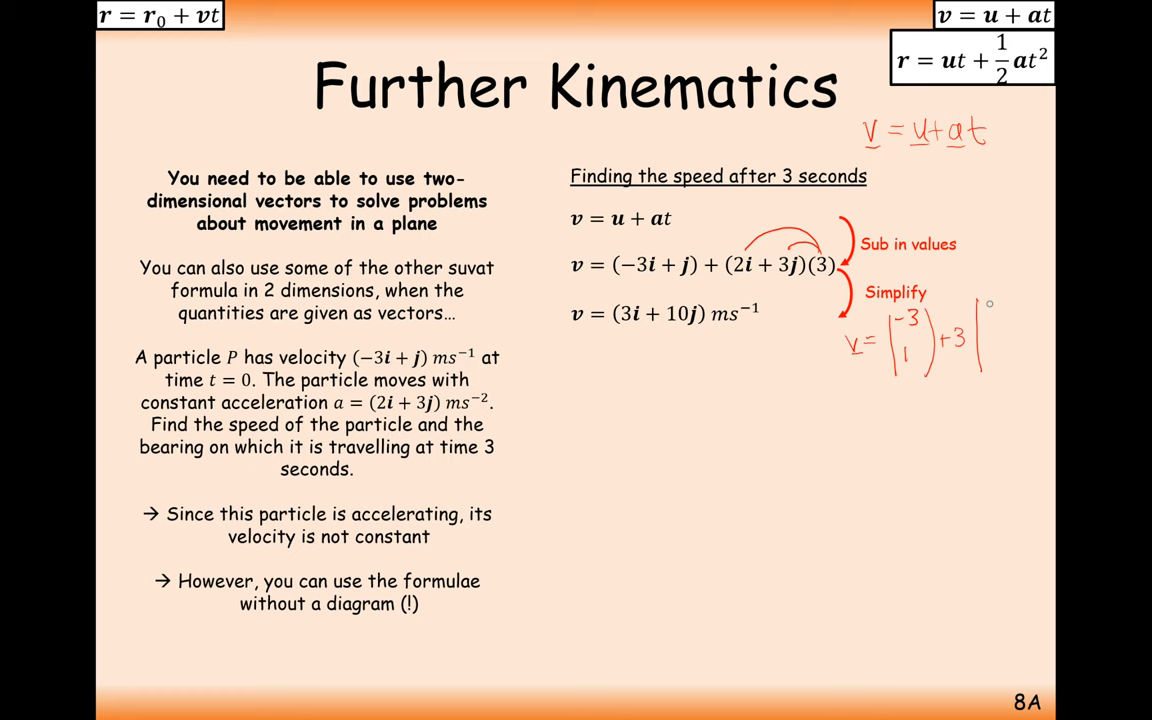 r = r₀ + vt
v = u + at
r = ut + 1/2 at²
Further Kinematics
v = u + at
You need to be able to use two-
dimensional vectors to solve problems
about movement in a plane
You can also use some of the other suvat
formula in 2 dimensions, when the
quantities are given as vectors…
A particle P has velocity (−3i + j) ms⁻¹ at
time t = 0. The particle moves with
constant acceleration a = (2i + 3j) ms⁻².
Find the speed of the particle and the
bearing on which it is travelling at time 3
seconds.
→ Since this particle is accelerating, its
velocity is not constant
→ However, you can use the formulae
without a diagram (!)
Finding the speed after 3 seconds
v = u + at
Sub in values
v = (−3i + j) + (2i + 3j)(3)
Simplify
v = (3i + 10j) ms⁻¹
v = (-3
1) +3 (
8A